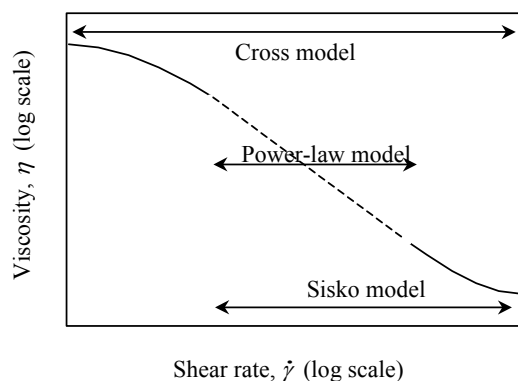 Cross model
Power-law model
Sisko model
Viscosity, η (log scale)
Shear rate, γ̇ (log scale)